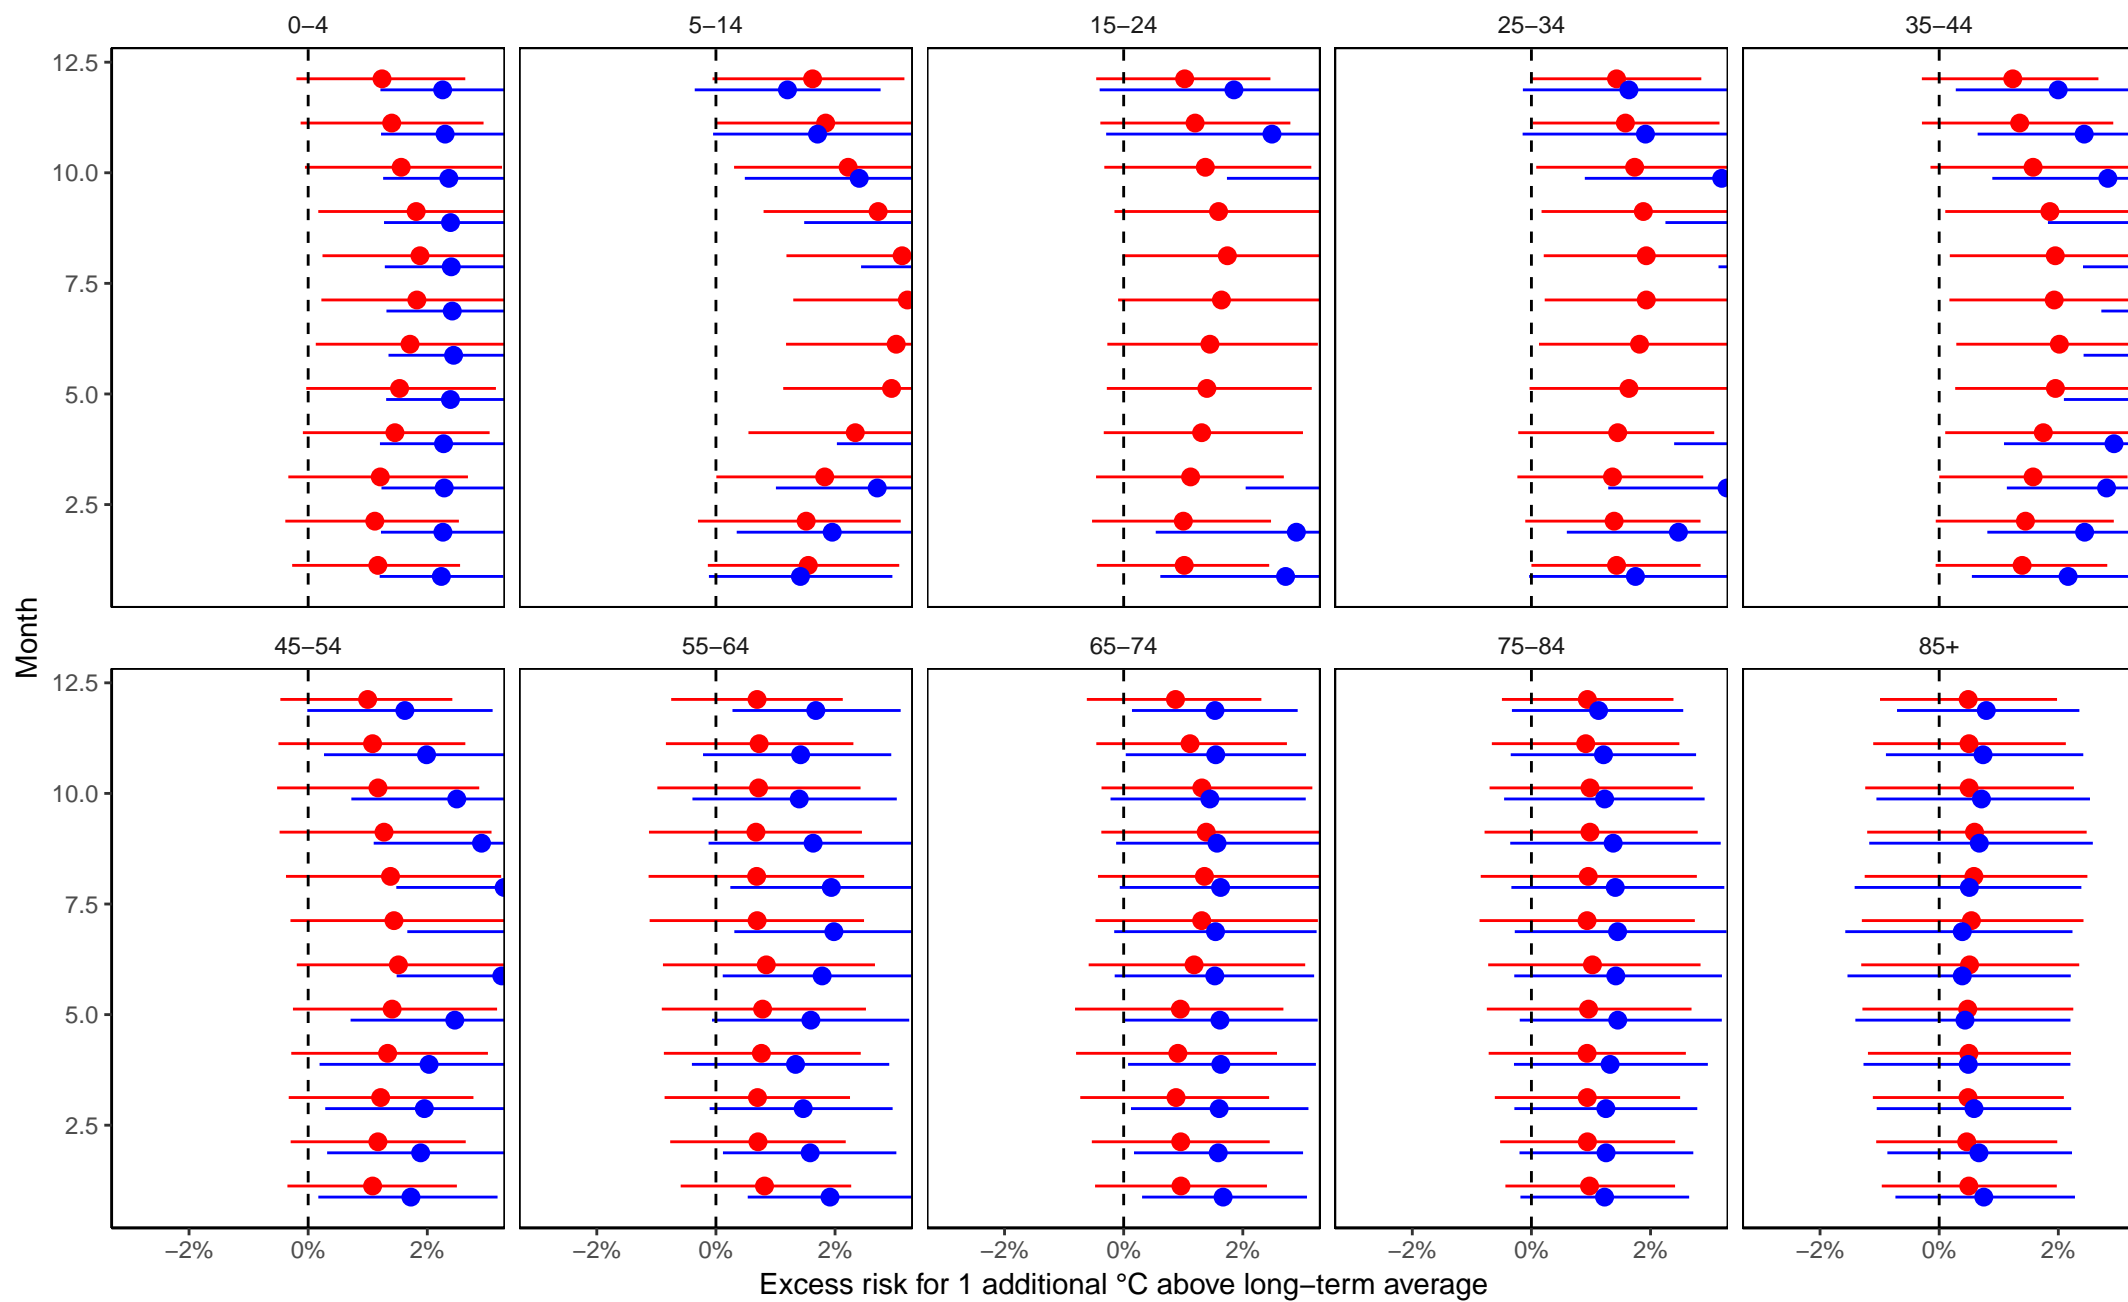 0–4 5–14 15–24 25–34 35–44
12.5
10.0
7.5
5.0
2.5
Month
45–54 55–64 65–74 75–84 85+
12.5
10.0
7.5
5.0
2.5
−2% 0% 2% −2% 0% 2% −2% 0% 2% −2% 0% 2% −2% 0% 2%
Excess risk for 1 additional °C above long−term average